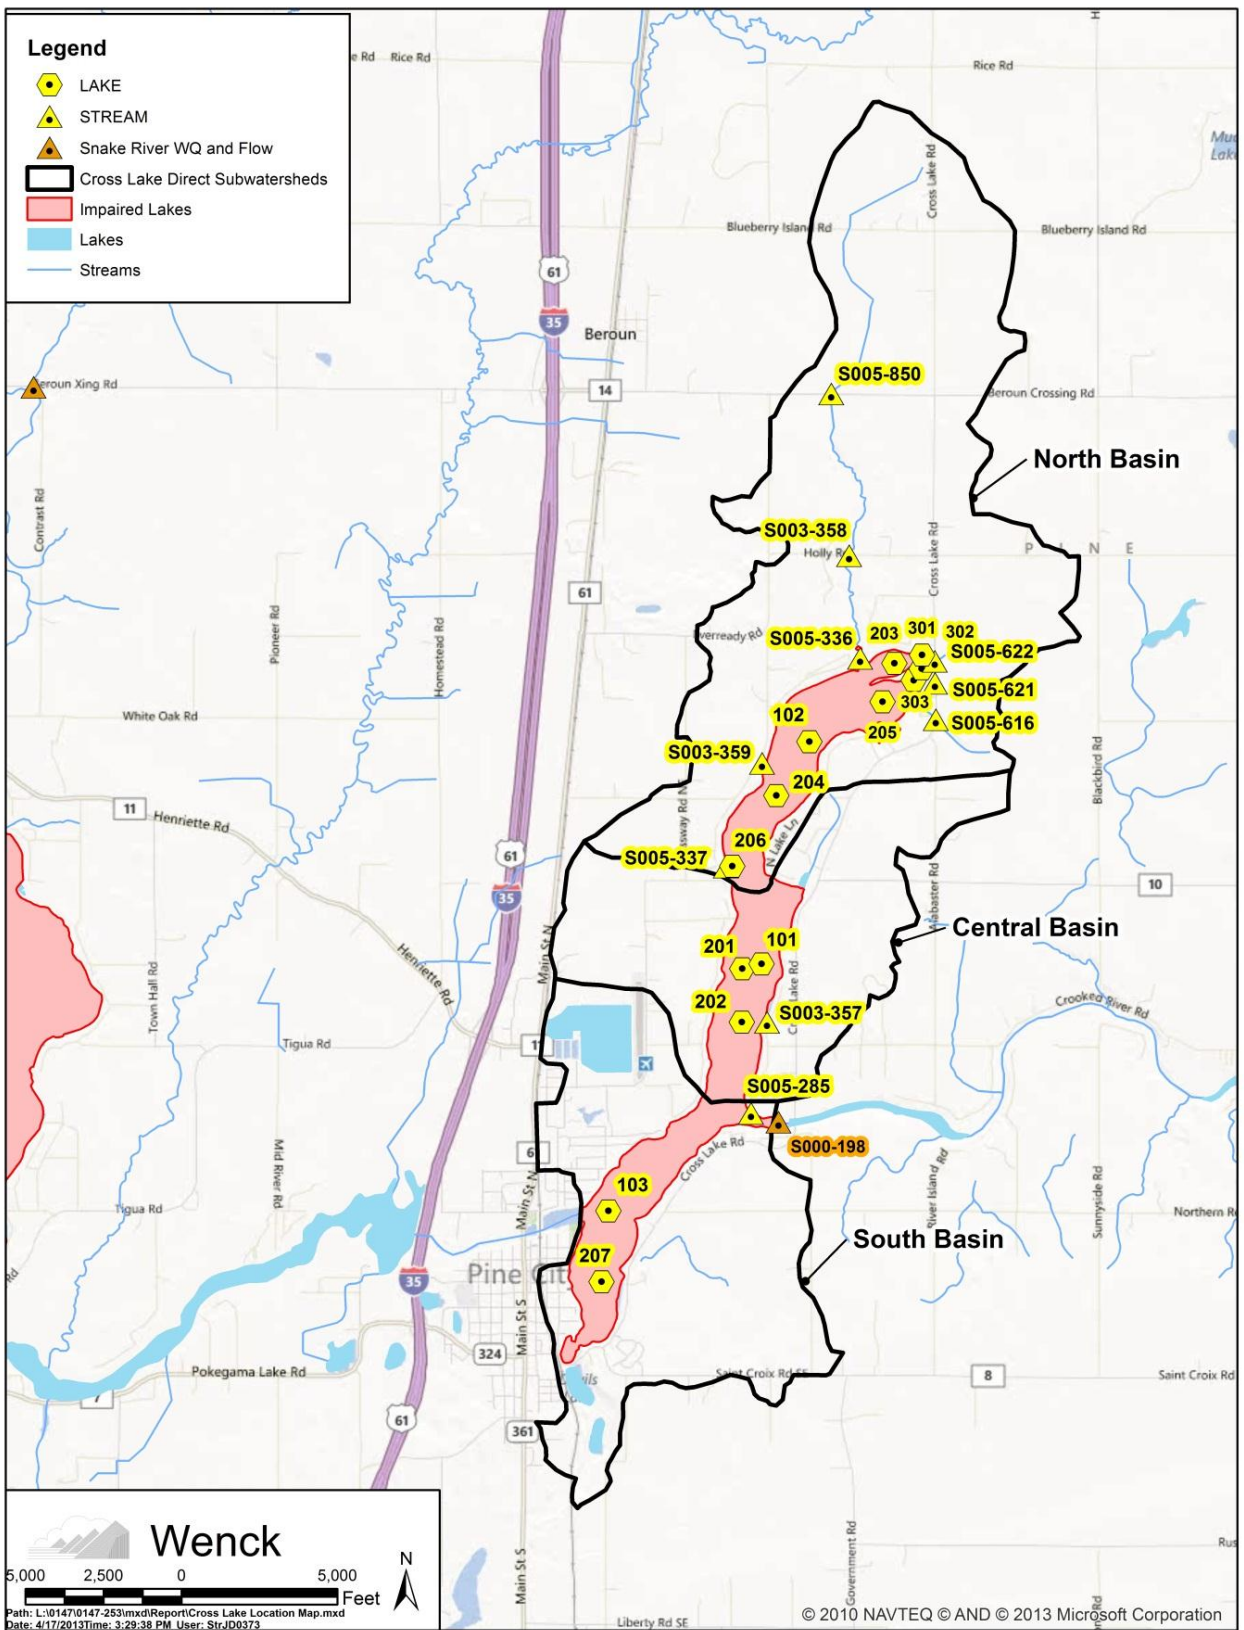 Legend
LAKE
STREAM
Snake River WQ and Flow
Cross Lake Direct Subwatersheds
Impaired Lakes
Lakes
Streams
Rice Rd
Rice Rd
Cross Lake Rd
Blueberry Island Rd
Blueberry Island Rd
61
35
Beroun
S005-850
14
Beroun Crossing Rd
North Basin
Contrast Rd
S003-358
Holly Rd
Cross Lake Rd
P I N E
61
Pioneer Rd
Homestead Rd
S005-336
203
301
302
S005-622
S005-621
303
S005-616
White Oak Rd
102
205
S003-359
204
Blackbird Rd
11
Henriette Rd
N Lake Ln
206
S005-337
61
35
10
Alabaster Rd
Central Basin
Main St N
201
101
Henriette Rd
Town Hall Rd
202
S003-357
Crooked River Rd
Tigua Rd
S005-285
Cross Lake Rd
S000-198
Mid River Rd
6
Main St N
103
River Island Rd
Sunnyside Rd
Tigua Rd
South Basin
207
Pine City
35
Main St S
324
Pokegama Lake Rd
7
Saint Croix Rd SE
8
Saint Croix Rd
61
361
Wenck
N
5,000 2,500 0 5,000
Feet
Path: L:\0147\0147-253\mxd\Report\Cross Lake Location Map.mxd
Date: 4/17/2013Time: 3:29:38 PM User: StrJD0373
Main St S
Government Rd
Liberty Rd SE
© 2010 NAVTEQ © AND © 2013 Microsoft Corporation